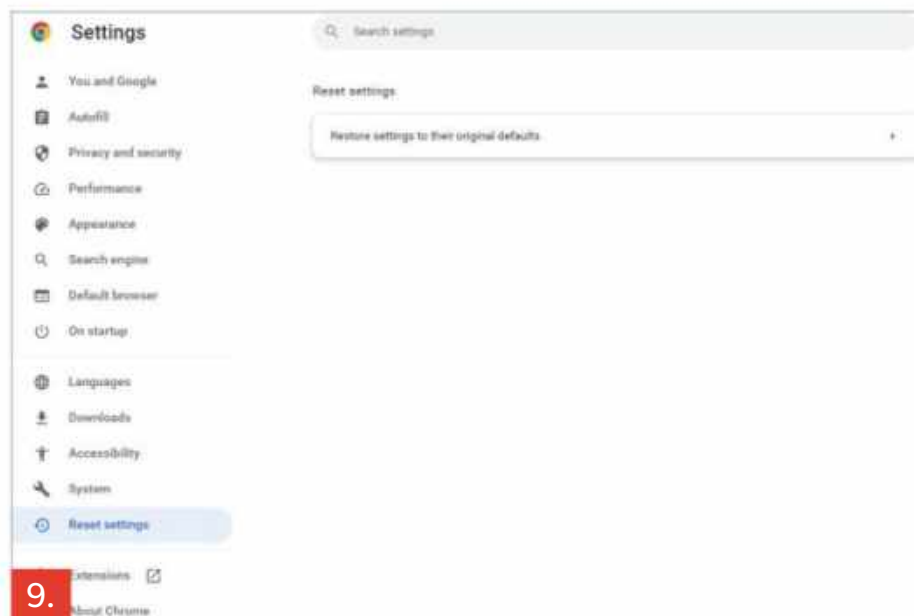 Settings
Search settings
You and Google
Autofill
Privacy and security
Performance
Appearance
Search engine
Default browser
On startup
Languages
Downloads
Accessibility
System
Reset settings
Extensions
About Chrome
Reset settings
Restore settings to their original defaults
9.